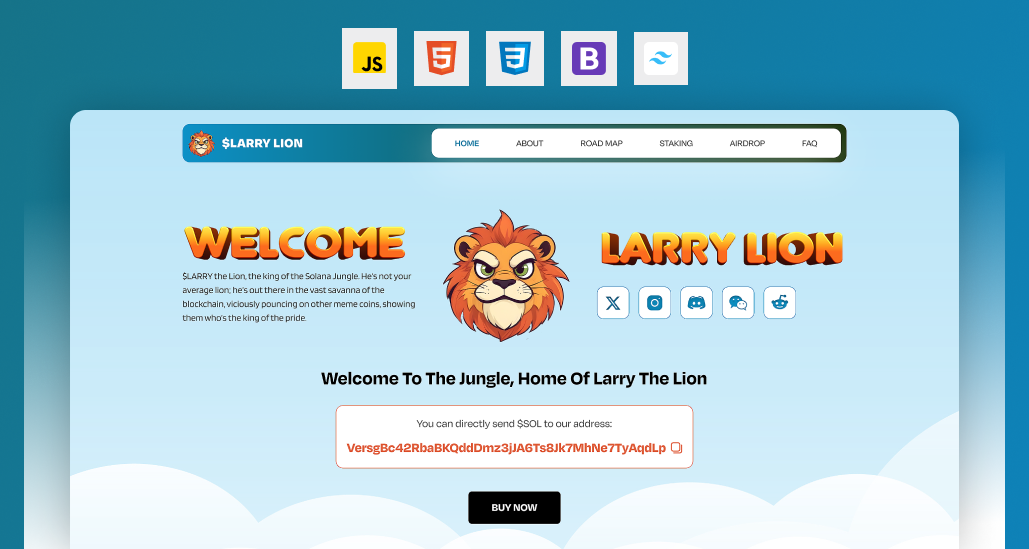 JS
5
3
B
$LARRY LION
HOME ABOUT ROAD MAP STAKING AIRDROP FAQ
WELCOME
$LARRY the Lion, the king of the Solana Jungle. He's not your
average lion; he's out there in the vast savanna of the
blockchain, viciously pouncing on other meme coins, showing
them who's the king of the pride.
LARRY LION
Welcome To The Jungle, Home Of Larry The Lion
You can directly send $SOL to our address:
VersgBc42RbaBKQddDmz3jJA6Ts8Jk7MhNe7TyAqdLp
BUY NOW